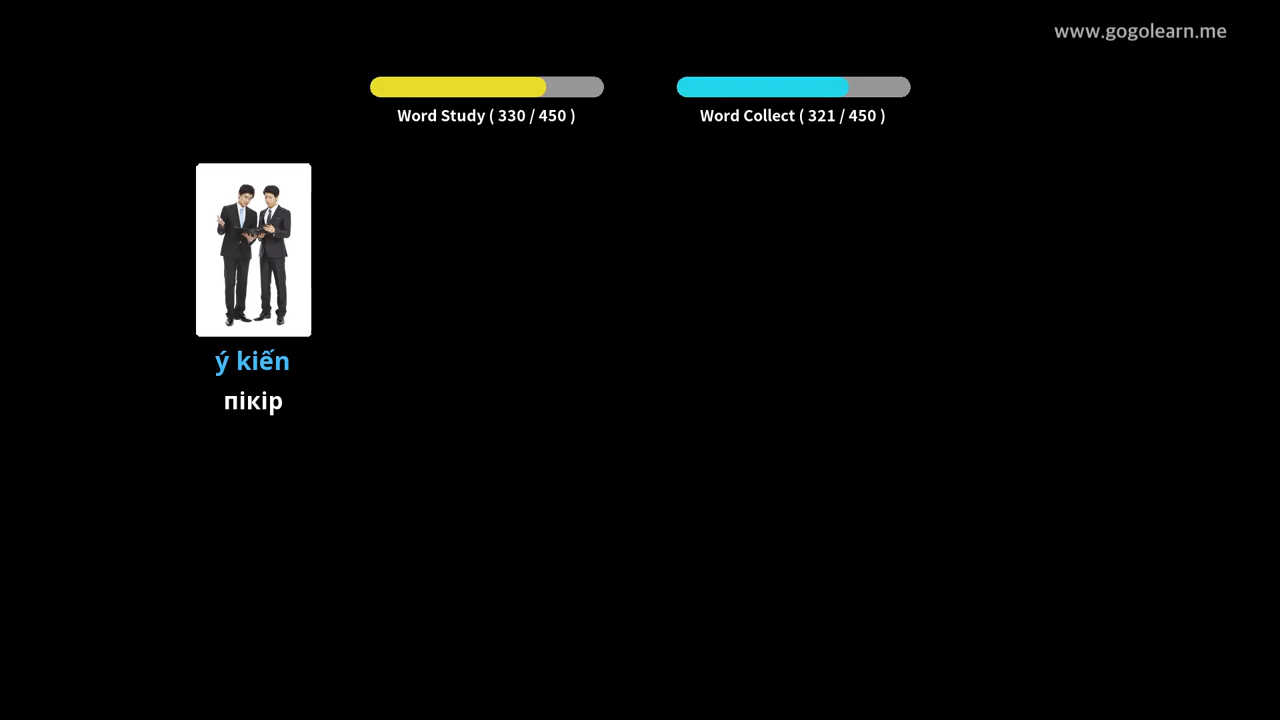 www.gogolearn.me
Word Study ( 330 / 450 )
Word Collect ( 321 / 450 )
ý kiến
пікір